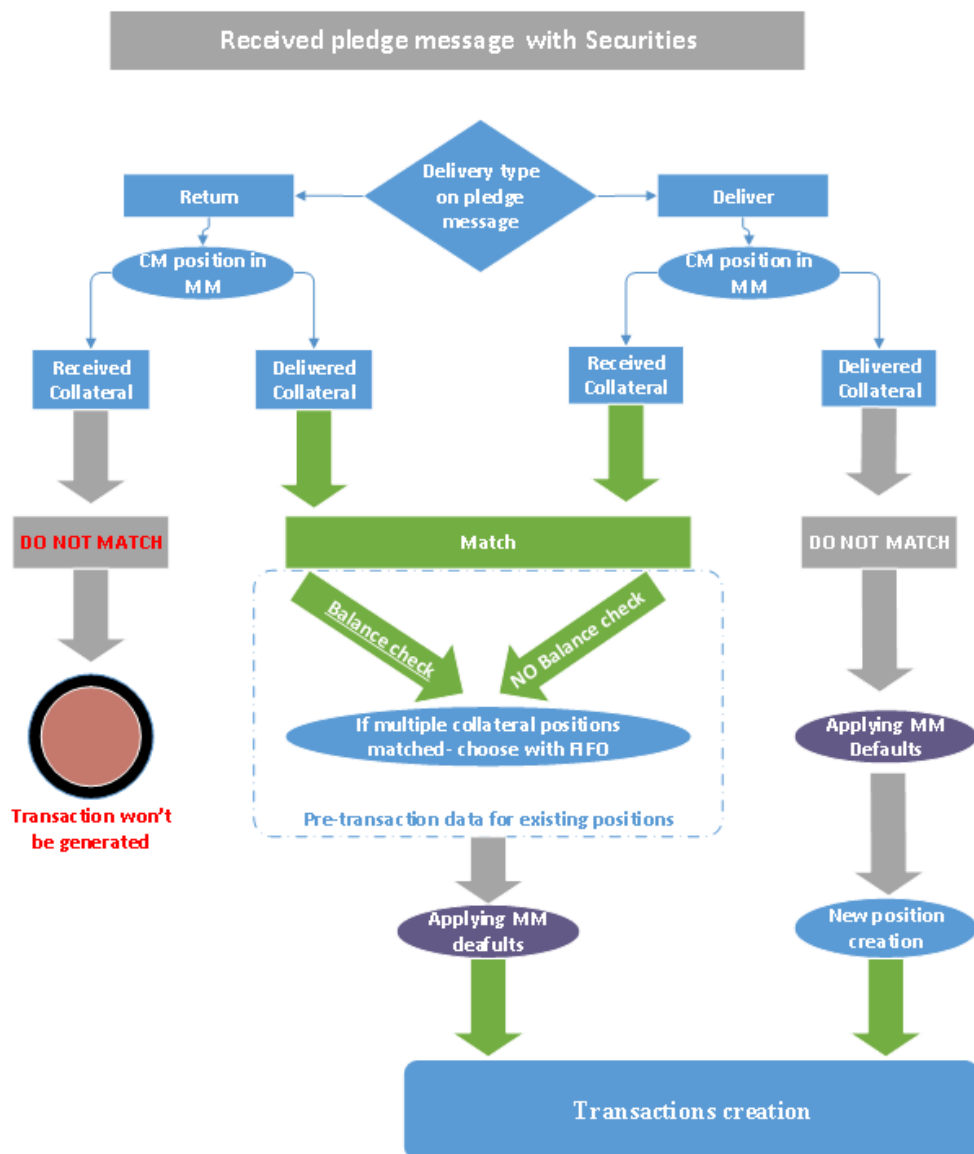 Received pledge message with Securities
Delivery type
on pledge
message
Return
Deliver
CM position in
MM
CM position in
MM
Received
Collateral
Delivered
Collateral
Received
Collateral
Delivered
Collateral
DO NOT MATCH
Match
DO NOT MATCH
Balance check
NO Balance check
If multiple collateral positions
matched- choose with FIFO
Applying MM
Defaults
Transaction won't
be generated
Pre-transaction data for existing positions
Applying MM
deafults
New position
creation
Transactions creation